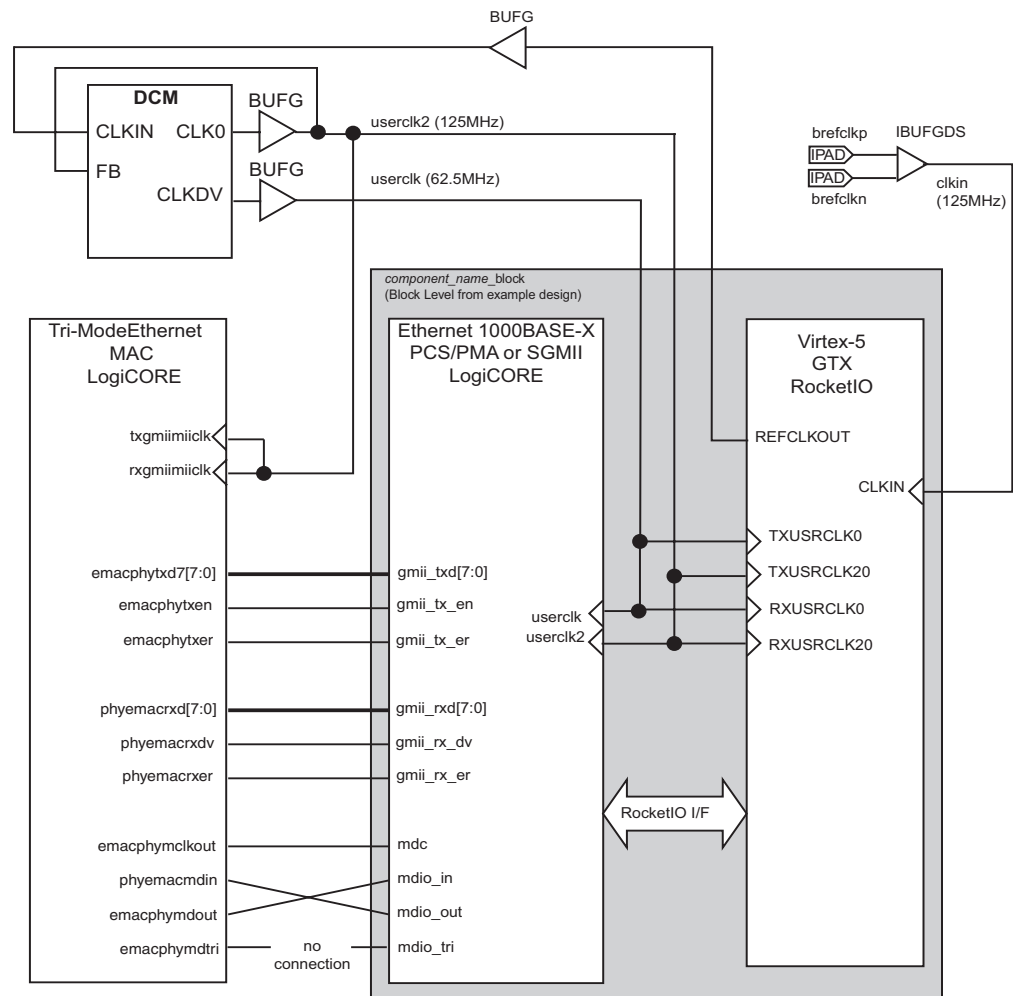 BUFG
DCM
BUFG
CLKIN
CLK0
userclk2 (125MHz)
FB
BUFG
CLKDV
userclk (62.5MHz)
brefclkp
IBUFGDS
IPAD
IPAD
brefclkn
clkin
(125MHz)
component_name_block
(Block Level from example design)
Tri-ModeEthernet
MAC
LogiCORE
Ethernet 1000BASE-X
PCS/PMA or SGMII
LogiCORE
Virtex-5
GTX
RocketIO
txgmiimiiclk
rxgmiimiiclk
REFCLKOUT
CLKIN
TXUSRCLK0
TXUSRCLK20
RXUSRCLK0
RXUSRCLK20
emacphytxd7[7:0]
gmii_txd[7:0]
emacphytxen
gmii_tx_en
userclk
emacphytxer
gmii_tx_er
userclk2
phyemacrxd[7:0]
gmii_rxd[7:0]
phyemacrxdv
gmii_rx_dv
phyemacrxer
gmii_rx_er
RocketIO I/F
emacphymclkout
mdc
phyemacmdin
mdio_in
emacphymdout
mdio_out
emacphymdtri
no
connection
mdio_tri